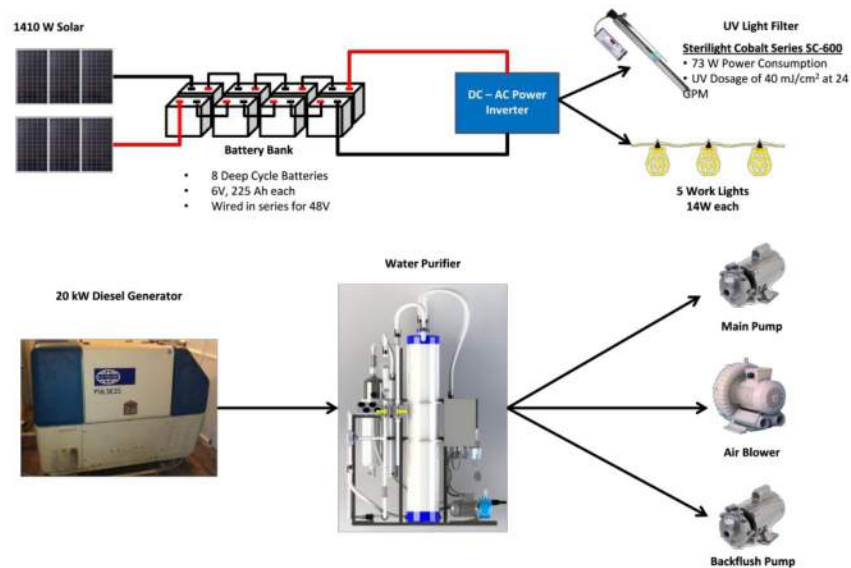 1410 W Solar
UV Light Filter
Sterilight Cobalt Series SC-600
• 73 W Power Consumption
• UV Dosage of 40 mJ/cm² at 24
GPM
DC – AC Power
Inverter
Battery Bank
• 8 Deep Cycle Batteries
• 6V, 225 Ah each
• Wired in series for 48V
5 Work Lights
14W each
Water Purifier
20 kW Diesel Generator
Main Pump
Air Blower
Backflush Pump